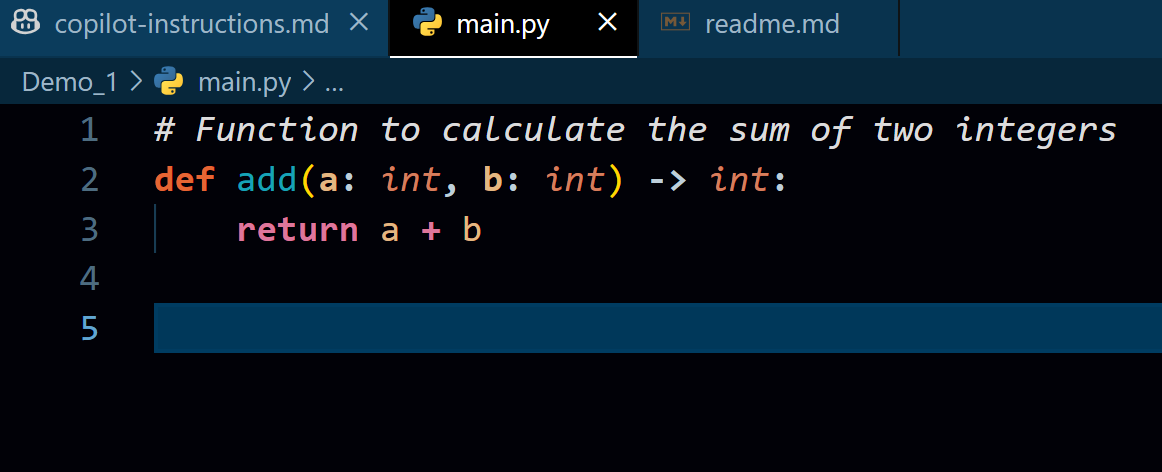 copilot-instructions.md main.py readme.md
Demo_1 > main.py > ...
1 # Function to calculate the sum of two integers
2 def add(a: int, b: int) -> int:
3     return a + b
4
5